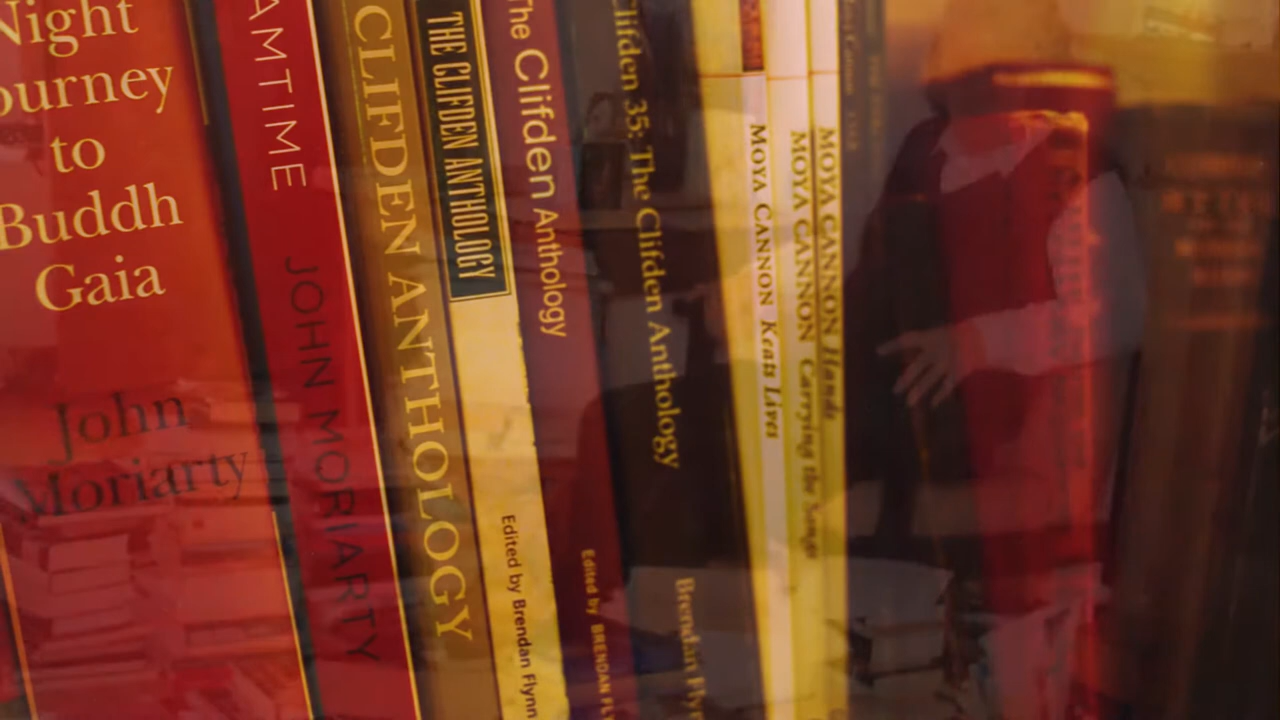 Night
Journey
to
Buddh
Gaia
John
Moriarty
AMTIME JOHN MORIARTY
CLIFDEN ANTHOLOGY
THE CLIFDEN ANTHOLOGY
Edited by Brendan Flynn
The Clifden Anthology
Edited by BRENDAN FLY
Clifden 35: The Clifden Anthology
Brendan Flyn
MOYA CANNON Keats Lives
MOYA CANNON Carrying the Songs
MOYA CANNON Hands